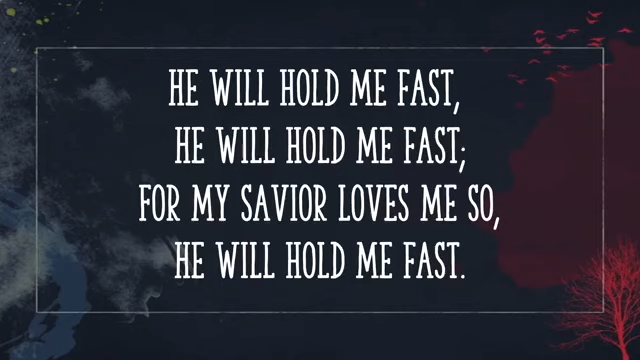 HE WILL HOLD ME FAST,
HE WILL HOLD ME FAST;
FOR MY SAVIOR LOVES ME SO,
HE WILL HOLD ME FAST.